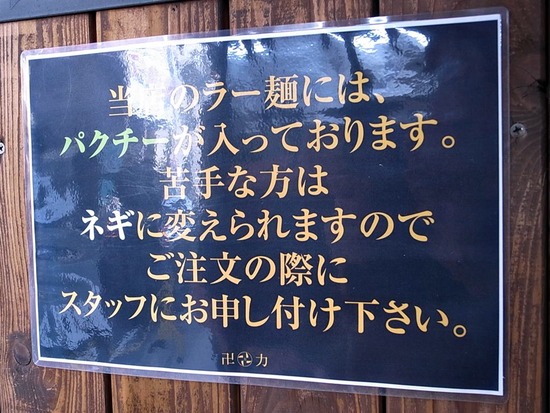 当店のラー麺には、
パクチーが入っております。
苦手な方は
ネギに変えられますので
ご注文の際に
スタッフにお申し付け下さい。
卍卍力